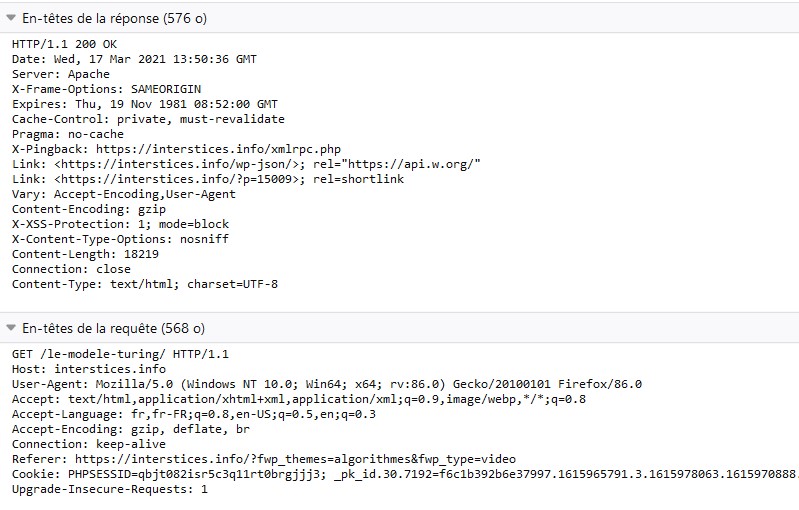 En-têtes de la réponse (576 o)
HTTP/1.1 200 OK
Date: Wed, 17 Mar 2021 13:50:36 GMT
Server: Apache
X-Frame-Options: SAMEORIGIN
Expires: Thu, 19 Nov 1981 08:52:00 GMT
Cache-Control: private, must-revalidate
Pragma: no-cache
X-Pingback: https://interstices.info/xmlrpc.php
Link: <https://interstices.info/wp-json/>; rel="https://api.w.org/"
Link: <https://interstices.info/?p=15009>; rel=shortlink
Vary: Accept-Encoding,User-Agent
Content-Encoding: gzip
X-XSS-Protection: 1; mode=block
X-Content-Type-Options: nosniff
Content-Length: 18219
Connection: close
Content-Type: text/html; charset=UTF-8
En-têtes de la requête (568 o)
GET /le-modele-turing/ HTTP/1.1
Host: interstices.info
User-Agent: Mozilla/5.0 (Windows NT 10.0; Win64; x64; rv:86.0) Gecko/20100101 Firefox/86.0
Accept: text/html,application/xhtml+xml,application/xml;q=0.9,image/webp,*/*;q=0.8
Accept-Language: fr,fr-FR;q=0.8,en-US;q=0.5,en;q=0.3
Accept-Encoding: gzip, deflate, br
Connection: keep-alive
Referer: https://interstices.info/?fwp_themes=algorithmes&fwp_type=video
Cookie: PHPSESSID=qbjt082isr5c3q11rt0brgjjj3; _pk_id.30.7192=f6c1b392b6e37997.1615965791.3.1615978063.1615970888.
Upgrade-Insecure-Requests: 1